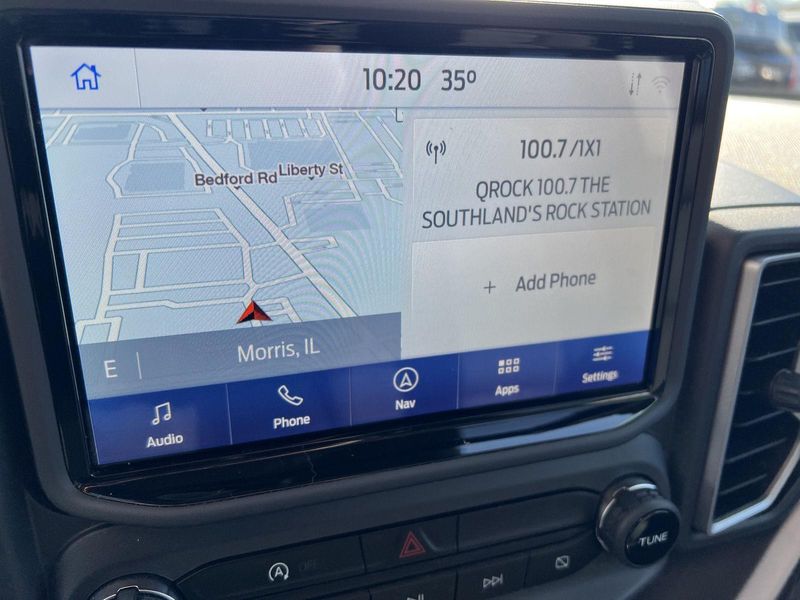 10:20 35°
Bedford Rd Liberty St
100.7/1X1
QROCK 100.7 THE
SOUTHLAND'S ROCK STATION
+ Add Phone
E
Morris, IL
Audio
Phone
Nav
Apps
Settings
A OFF
TUNE